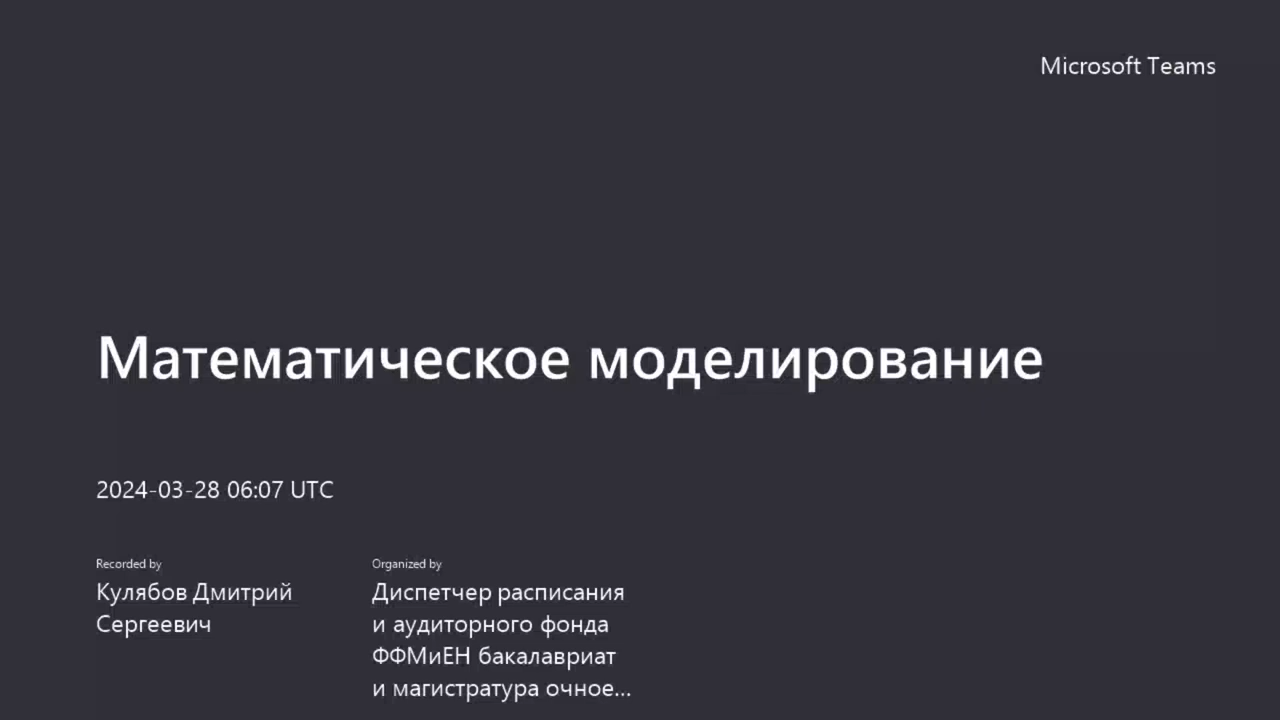 Microsoft Teams
Математическое моделирование
2024-03-28 06:07 UTC
Recorded by
Кулябов Дмитрий
Сергеевич
Organized by
Диспетчер расписания
и аудиторного фонда
ФФМиЕН бакалавриат
и магистратура очное...